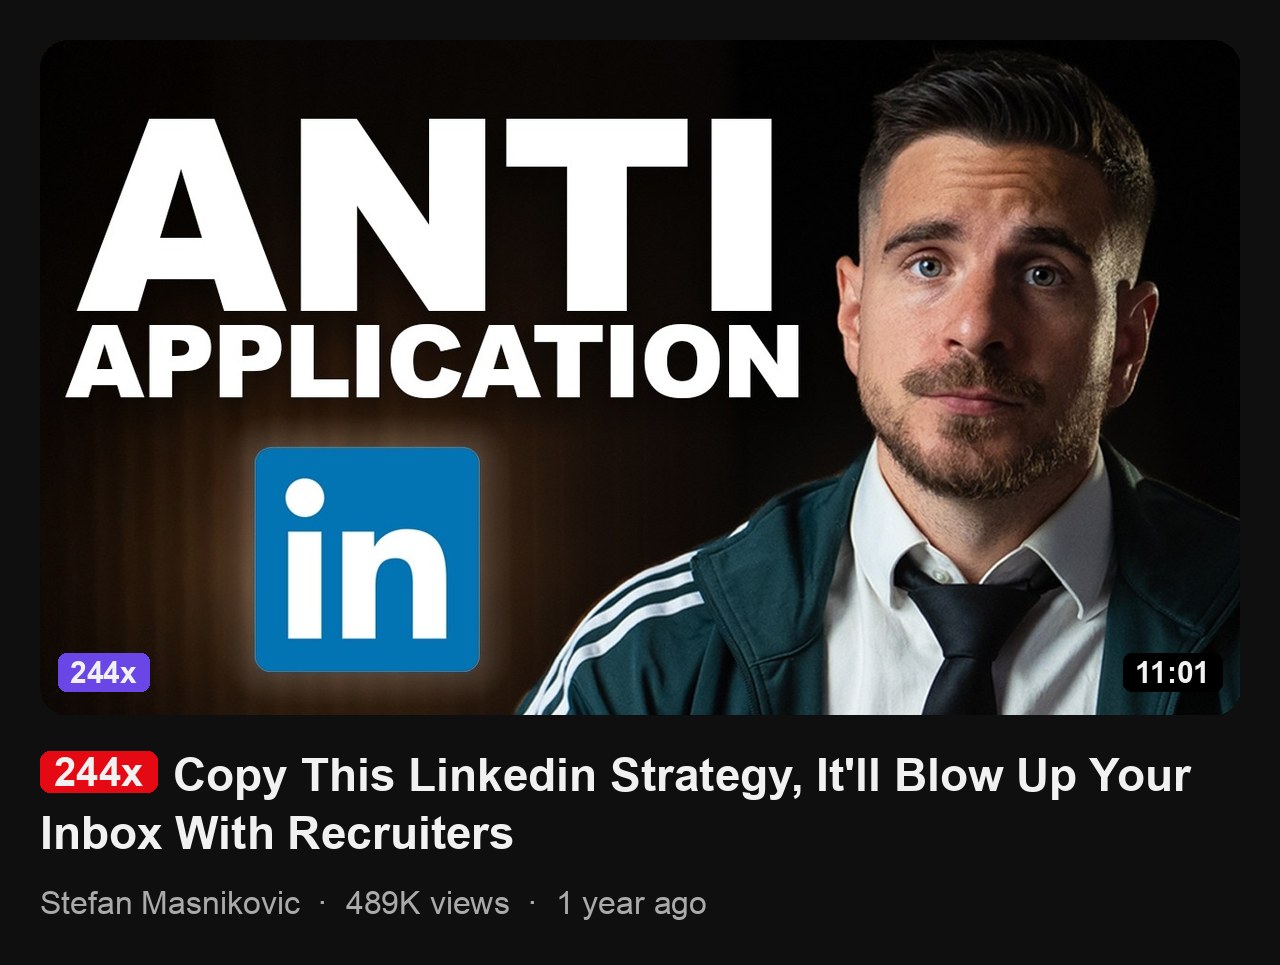 ANTI
APPLICATION
in
244x
11:01
244x Copy This Linkedin Strategy, It'll Blow Up Your
Inbox With Recruiters
Stefan Masnikovic · 489K views · 1 year ago